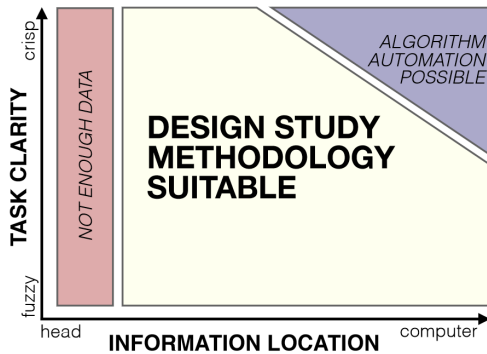 crisp
TASK CLARITY
fuzzy
NOT ENOUGH DATA
DESIGN STUDY
METHODOLOGY
SUITABLE
ALGORITHM
AUTOMATION
POSSIBLE
head
INFORMATION LOCATION
computer